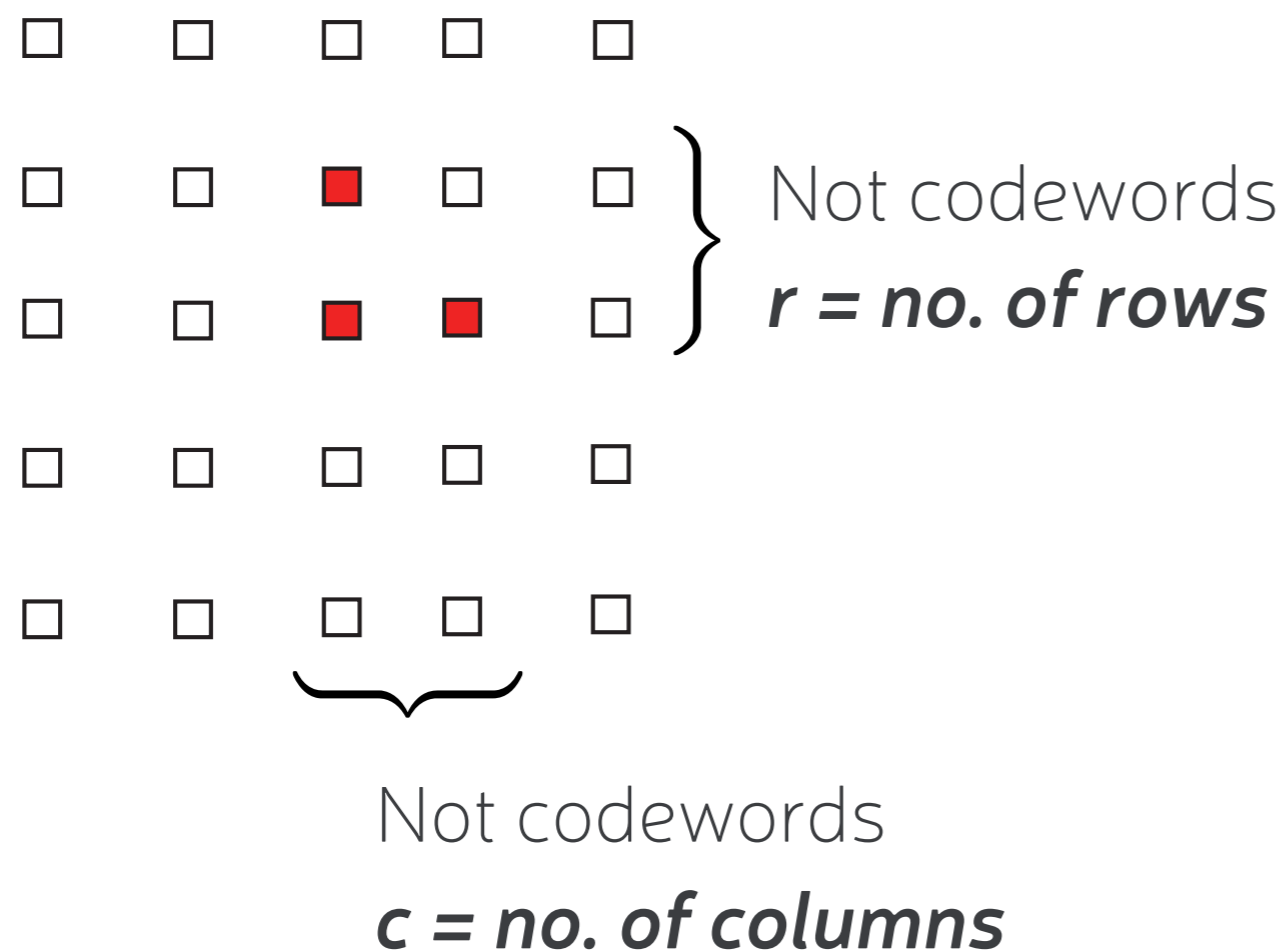 Not codewords
r = no. of rows
Not codewords
c = no. of columns